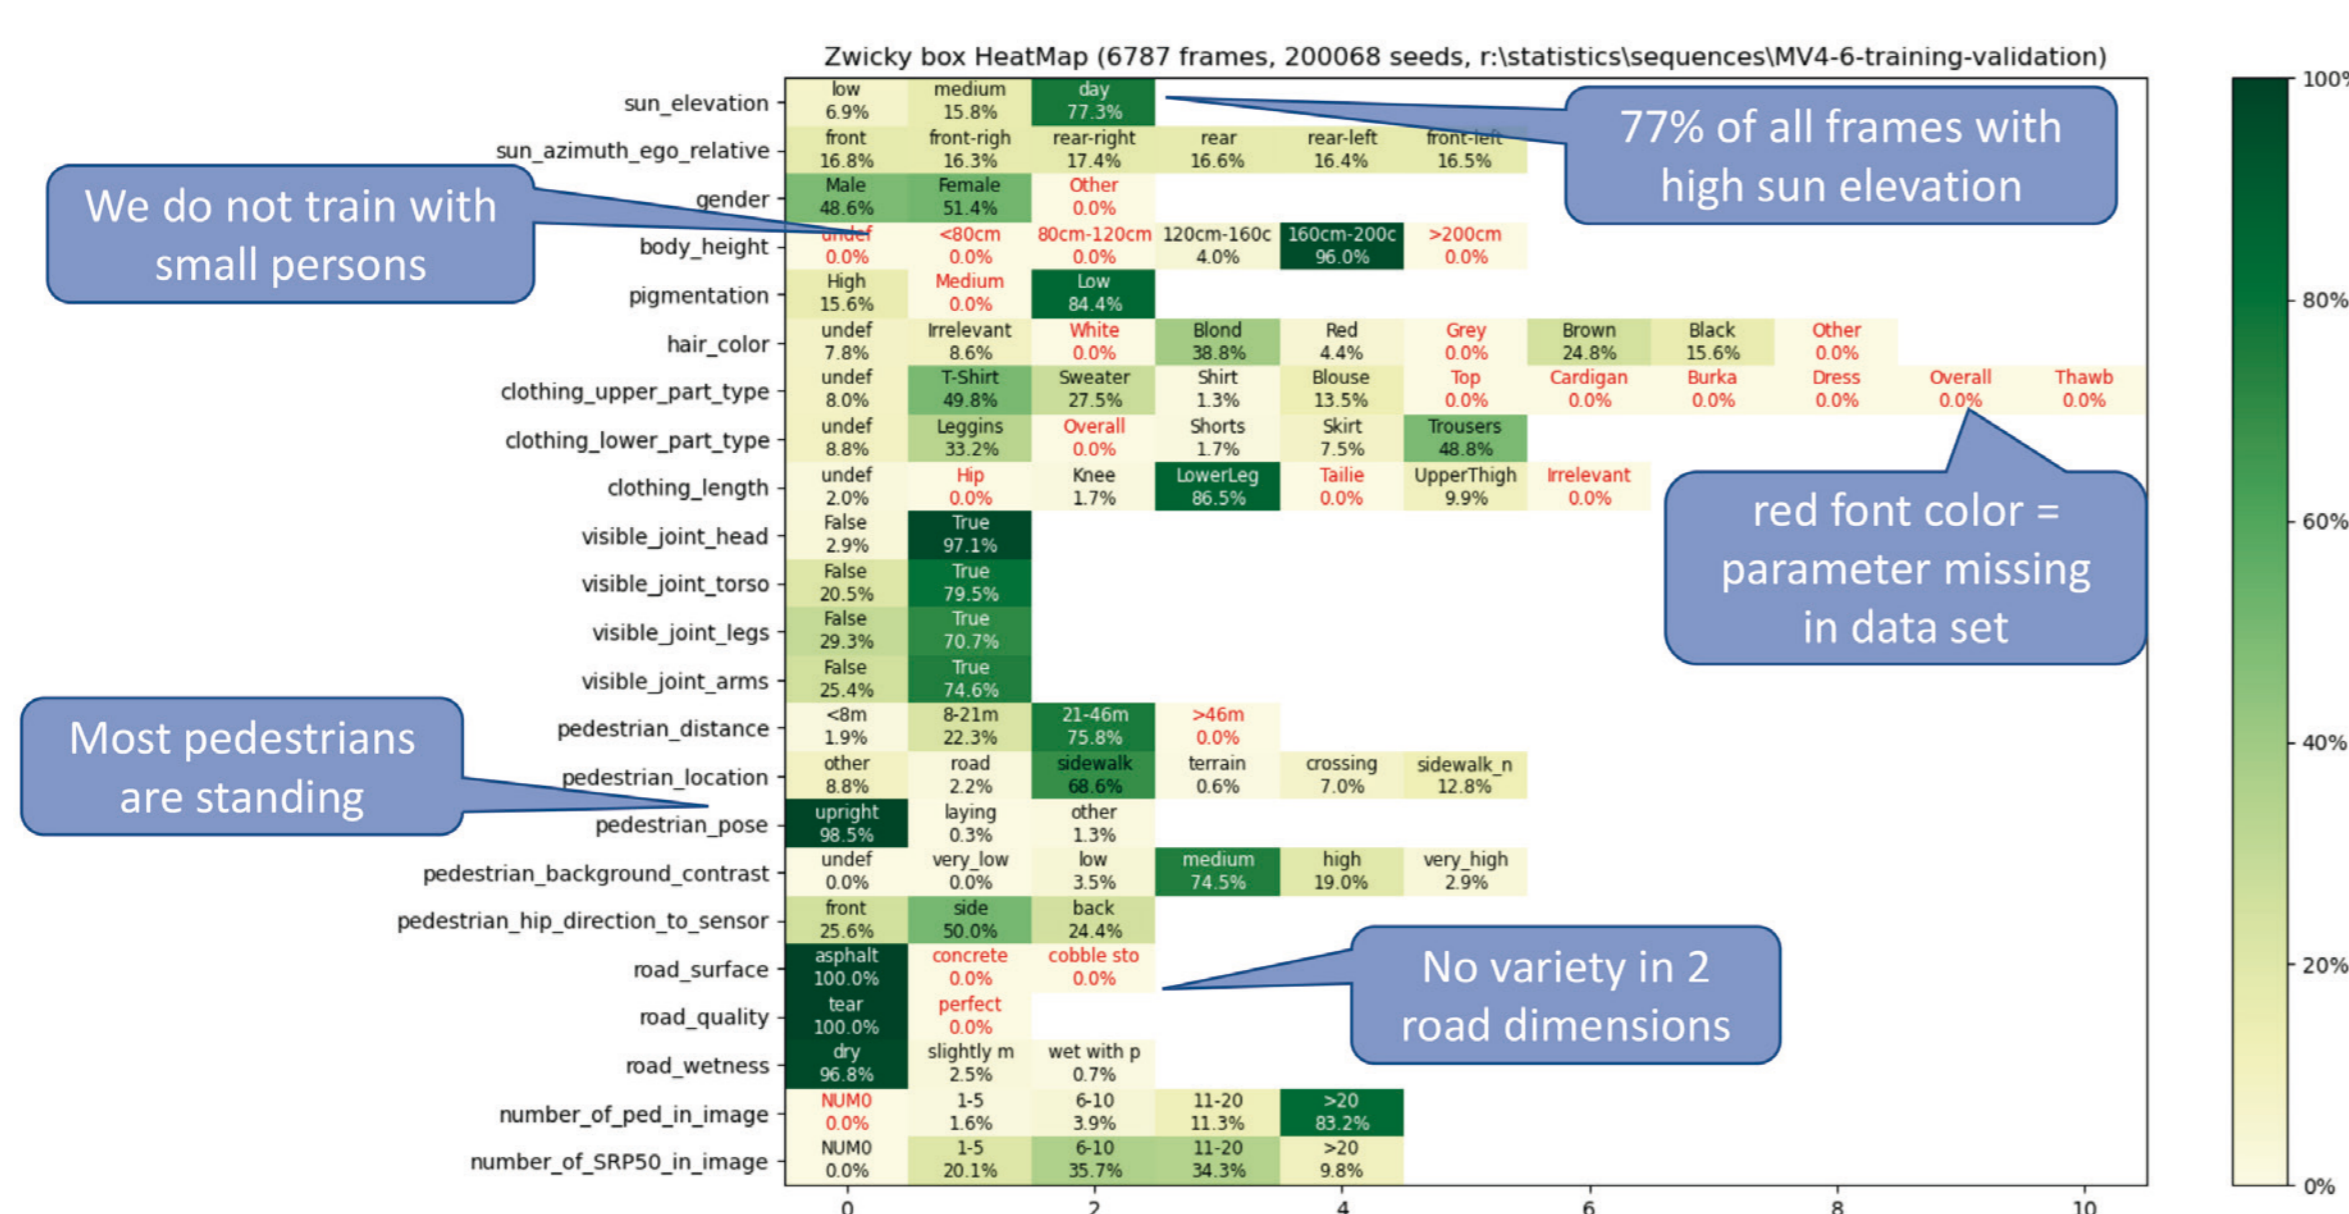 Zwicky box HeatMap (6787 frames, 200068 seeds, r:\statistics\sequences\MV4-6-training-validation)
sun_elevation
low medium day
6.9% 15.8% 77.3%
sun_azimuth_ego_relative
front front-righ rear-right rear rear-left front-left
16.8% 16.3% 17.4% 16.6% 16.4% 16.5%
gender
Male Female Other
48.6% 51.4% 0.0%
body_height
undef <80cm 80cm-120cm 120cm-160c 160cm-200c >200cm
0.0% 0.0% 0.0% 4.0% 96.0% 0.0%
pigmentation
High Medium Low
15.6% 0.0% 84.4%
hair_color
undef Irrelevant White Blond Red Grey Brown Black Other
7.8% 8.6% 0.0% 38.8% 4.4% 0.0% 24.8% 15.6% 0.0%
clothing_upper_part_type
undef T-Shirt Sweater Shirt Blouse Top Cardigan Burka Dress Overall Thawb
8.0% 49.8% 27.5% 1.3% 13.5% 0.0% 0.0% 0.0% 0.0% 0.0% 0.0%
clothing_lower_part_type
undef Leggins Overall Shorts Skirt Trousers
8.8% 33.2% 0.0% 1.7% 7.5% 48.8%
clothing_length
undef Hip Knee LowerLeg Tailie UpperThigh Irrelevant
2.0% 0.0% 1.7% 86.5% 0.0% 9.9% 0.0%
visible_joint_head
False True
2.9% 97.1%
visible_joint_torso
False True
20.5% 79.5%
visible_joint_legs
False True
29.3% 70.7%
visible_joint_arms
False True
25.4% 74.6%
pedestrian_distance
<8m 8-21m 21-46m >46m
1.9% 22.3% 75.8% 0.0%
pedestrian_location
other road sidewalk terrain crossing sidewalk_n
8.8% 2.2% 68.6% 0.6% 7.0% 12.8%
pedestrian_pose
upright laying other
98.5% 0.3% 1.3%
pedestrian_background_contrast
undef very_low low medium high very_high
0.0% 0.0% 3.5% 74.5% 19.0% 2.9%
pedestrian_hip_direction_to_sensor
front side back
25.6% 50.0% 24.4%
road_surface
asphalt concrete cobble sto
100.0% 0.0% 0.0%
road_quality
tear perfect
100.0% 0.0%
road_wetness
dry slightly m wet with p
96.8% 2.5% 0.7%
number_of_ped_in_image
NUM0 1-5 6-10 11-20 >20
0.0% 1.6% 3.9% 11.3% 83.2%
number_of_SRP50_in_image
NUM0 1-5 6-10 11-20 >20
0.0% 20.1% 35.7% 34.3% 9.8%
0 2 4 6 8 10
100%
80%
60%
40%
20%
0%
77% of all frames with
high sun elevation
We do not train with
small persons
red font color =
parameter missing
in data set
Most pedestrians
are standing
No variety in 2
road dimensions